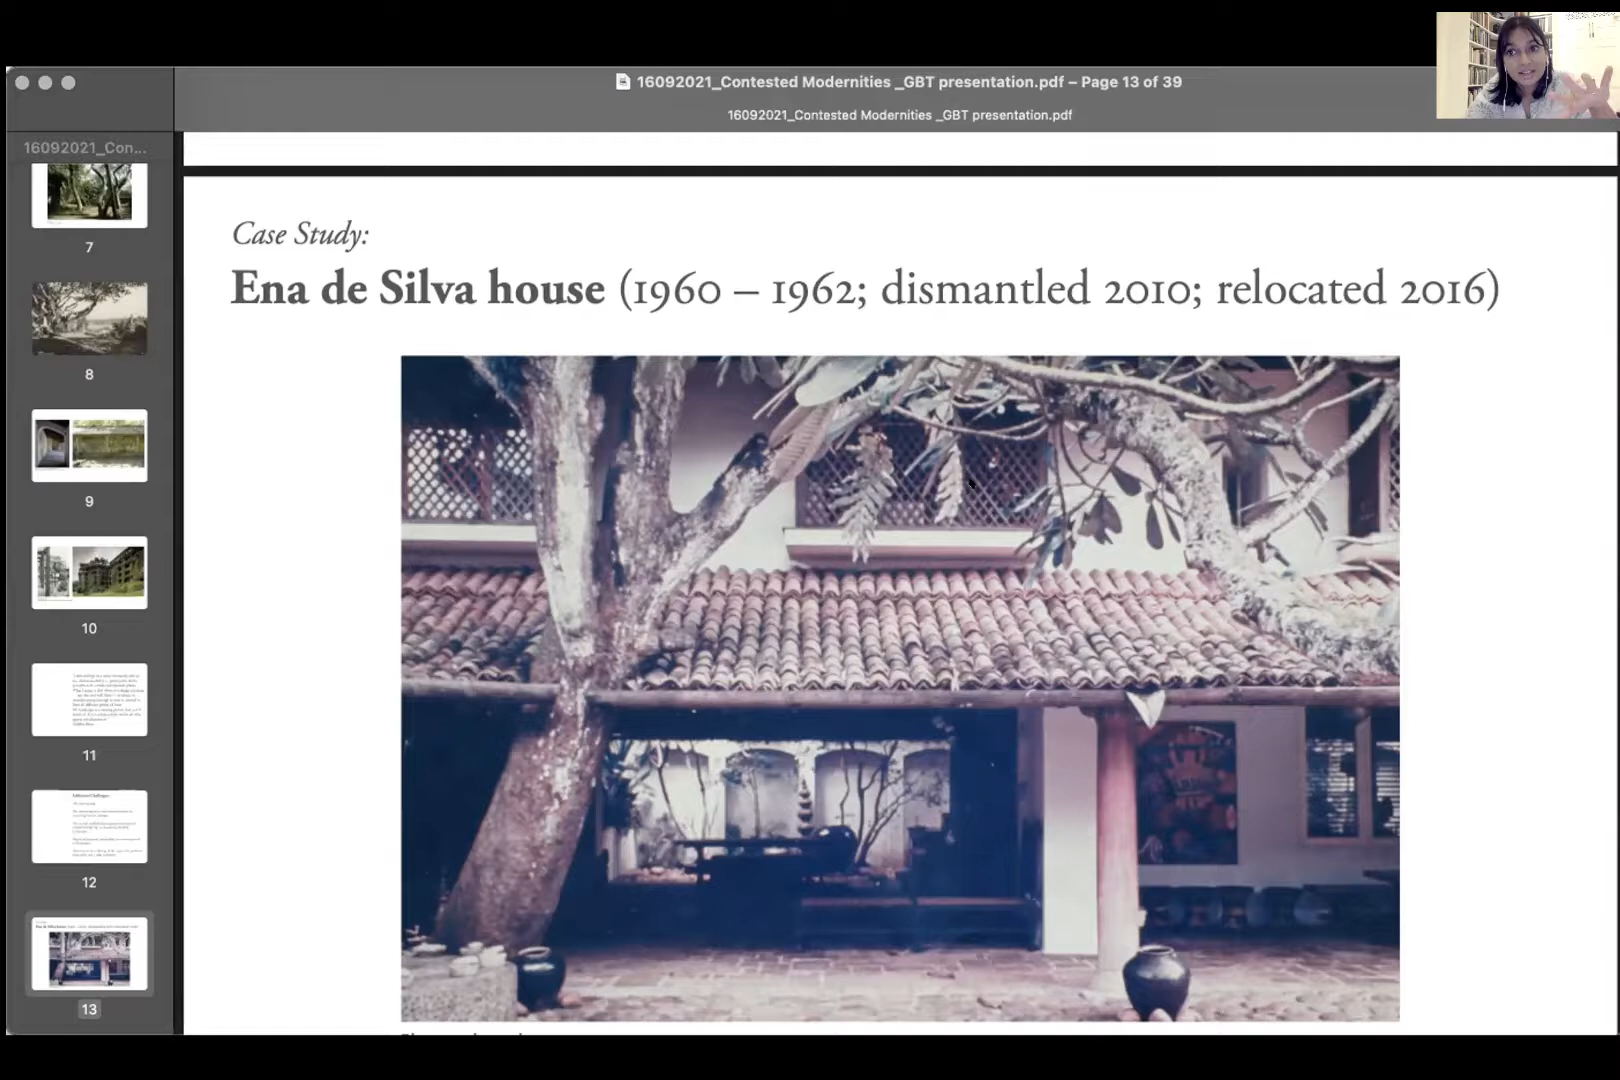 16092021_Contested Modernities _GBT presentation.pdf – Page 13 of 39
16092021_Contested Modernities _GBT presentation.pdf
16092021_Con...
7
8
9
10
11
12
13
Case Study:
Ena de Silva house (1960 – 1962; dismantled 2010; relocated 2016)